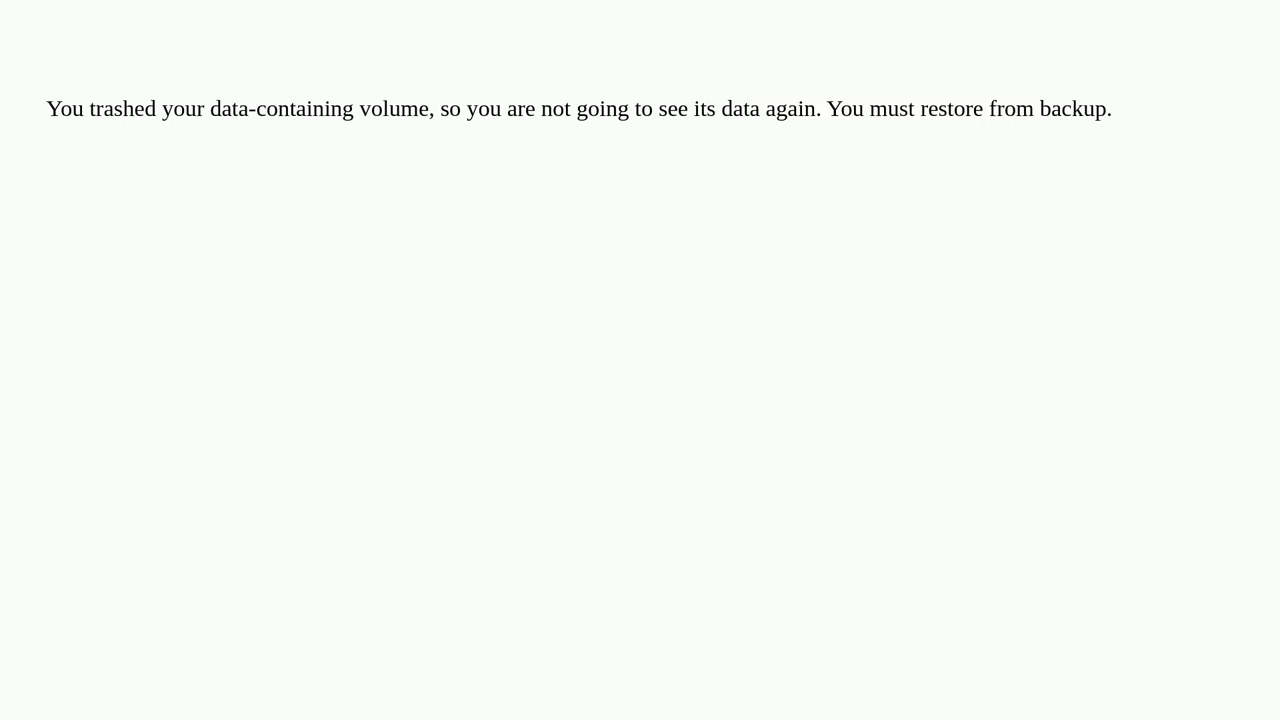 You trashed your data-containing volume, so you are not going to see its data again. You must restore from backup.